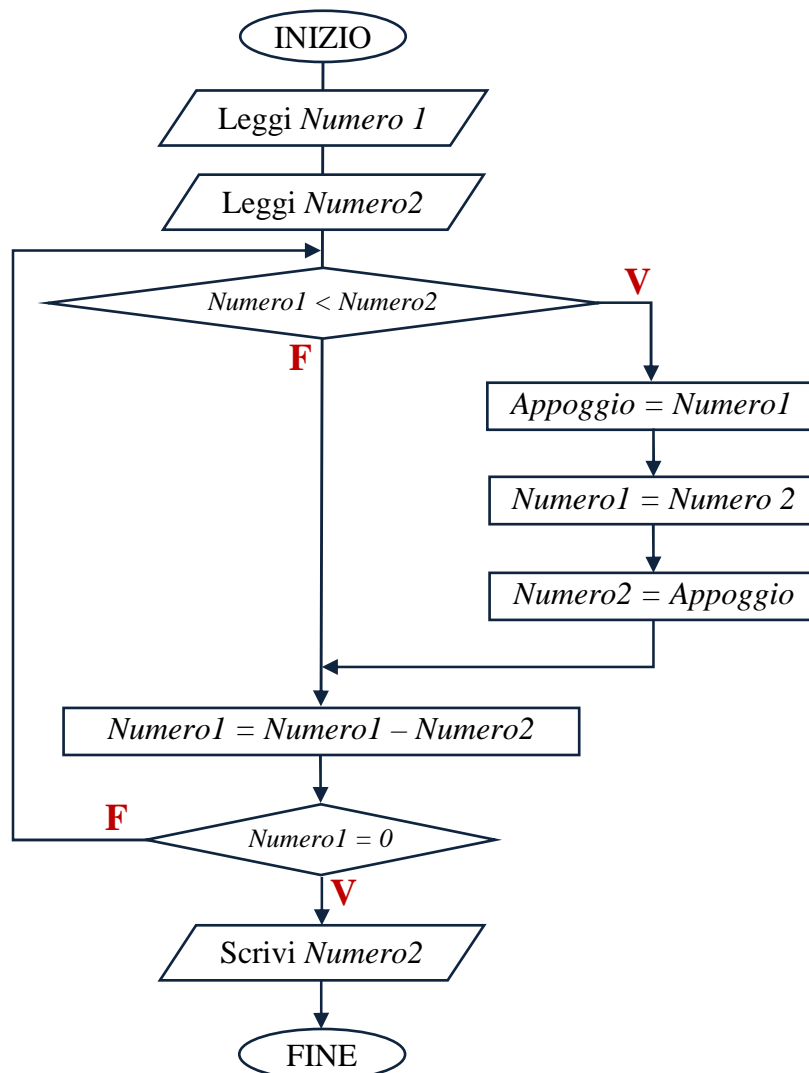 INIZIO
Leggi Numero 1
Leggi Numero2
Numero1 < Numero2
V
F
Appoggio = Numero1
Numero1 = Numero 2
Numero2 = Appoggio
Numero1 = Numero1 – Numero2
F
Numero1 = 0
V
Scrivi Numero2
FINE